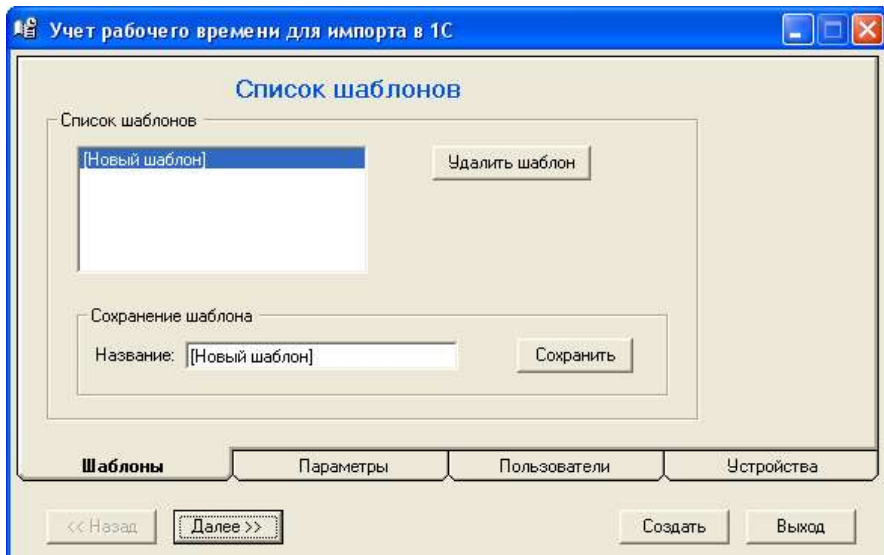 Учет рабочего времени для импорта в 1С
Список шаблонов
Список шаблонов
[Новый шаблон]
Удалить шаблон
Сохранение шаблона
Название: [Новый шаблон]
Сохранить
Шаблоны Параметры Пользователи Устройства
<< Назад Далее >> Создать Выход